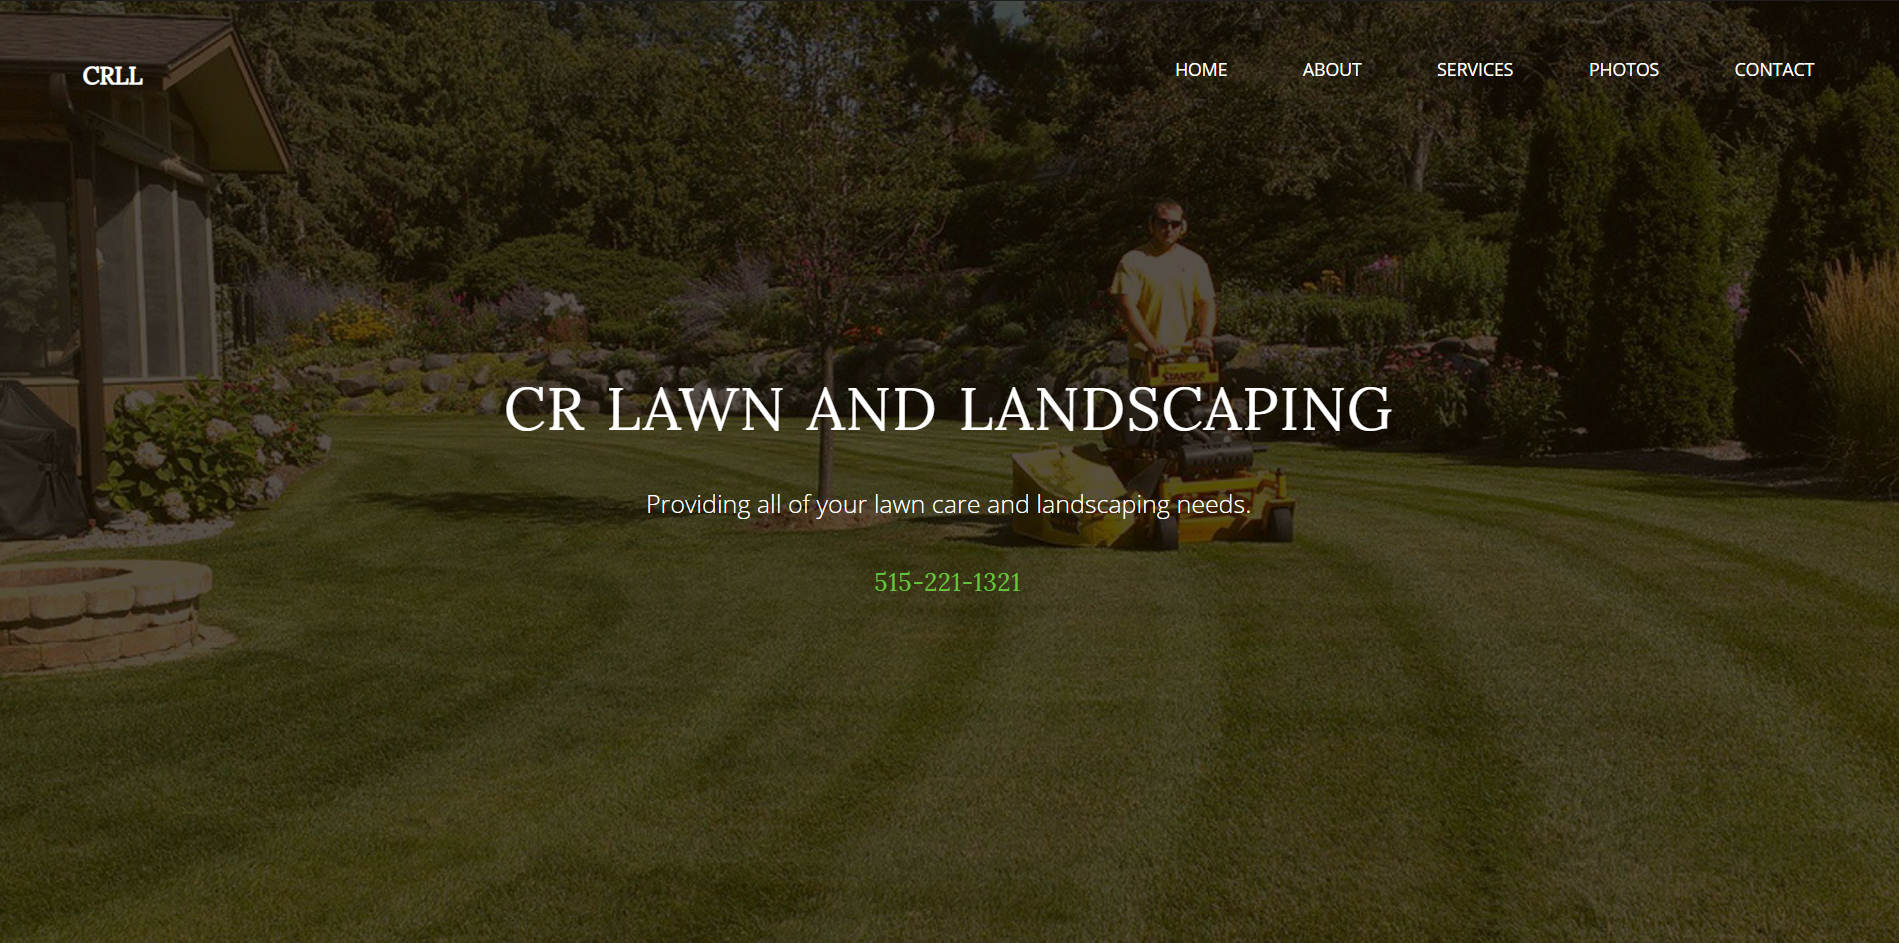 CRLL
HOME ABOUT SERVICES PHOTOS CONTACT
STANDER
CR LAWN AND LANDSCAPING
Providing all of your lawn care and landscaping needs.
515-221-1321